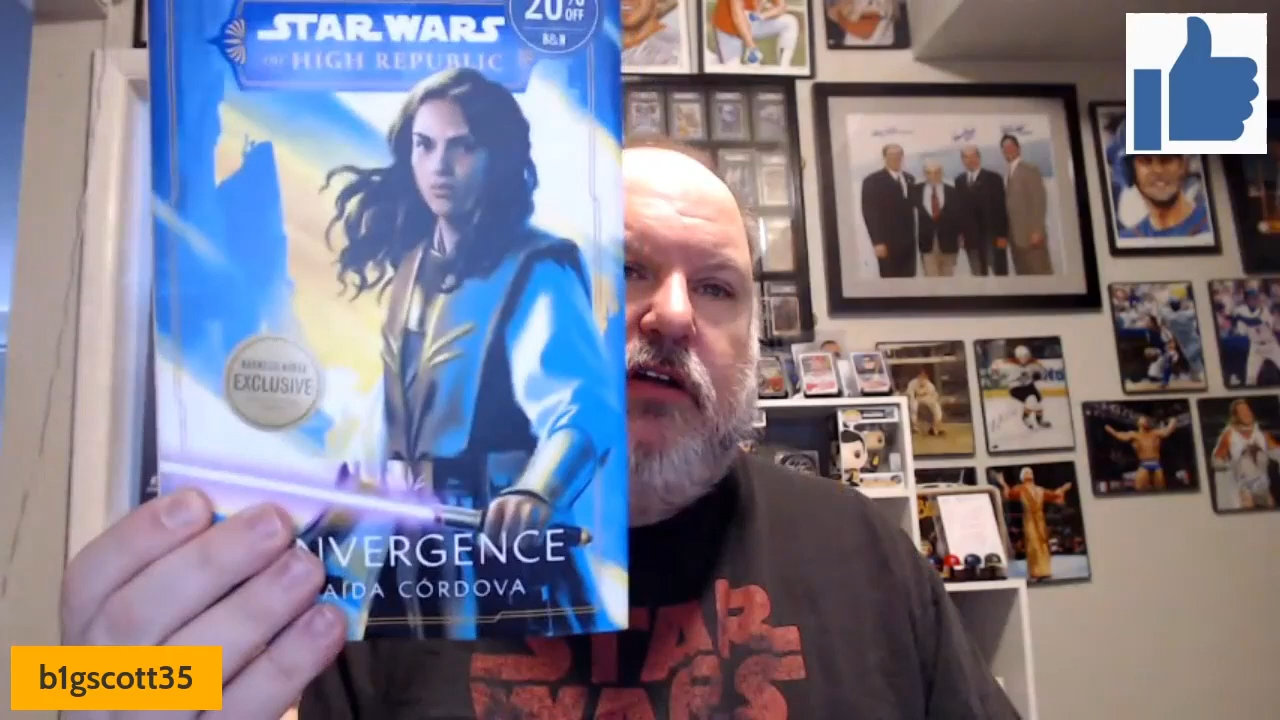 STAR WARS
THE HIGH REPUBLIC
20% OFF
B&N
BARNES & NOBLE
EXCLUSIVE
NVERGENCE
AIDA CÓRDOVA
STAR
WARS
b1gscott35